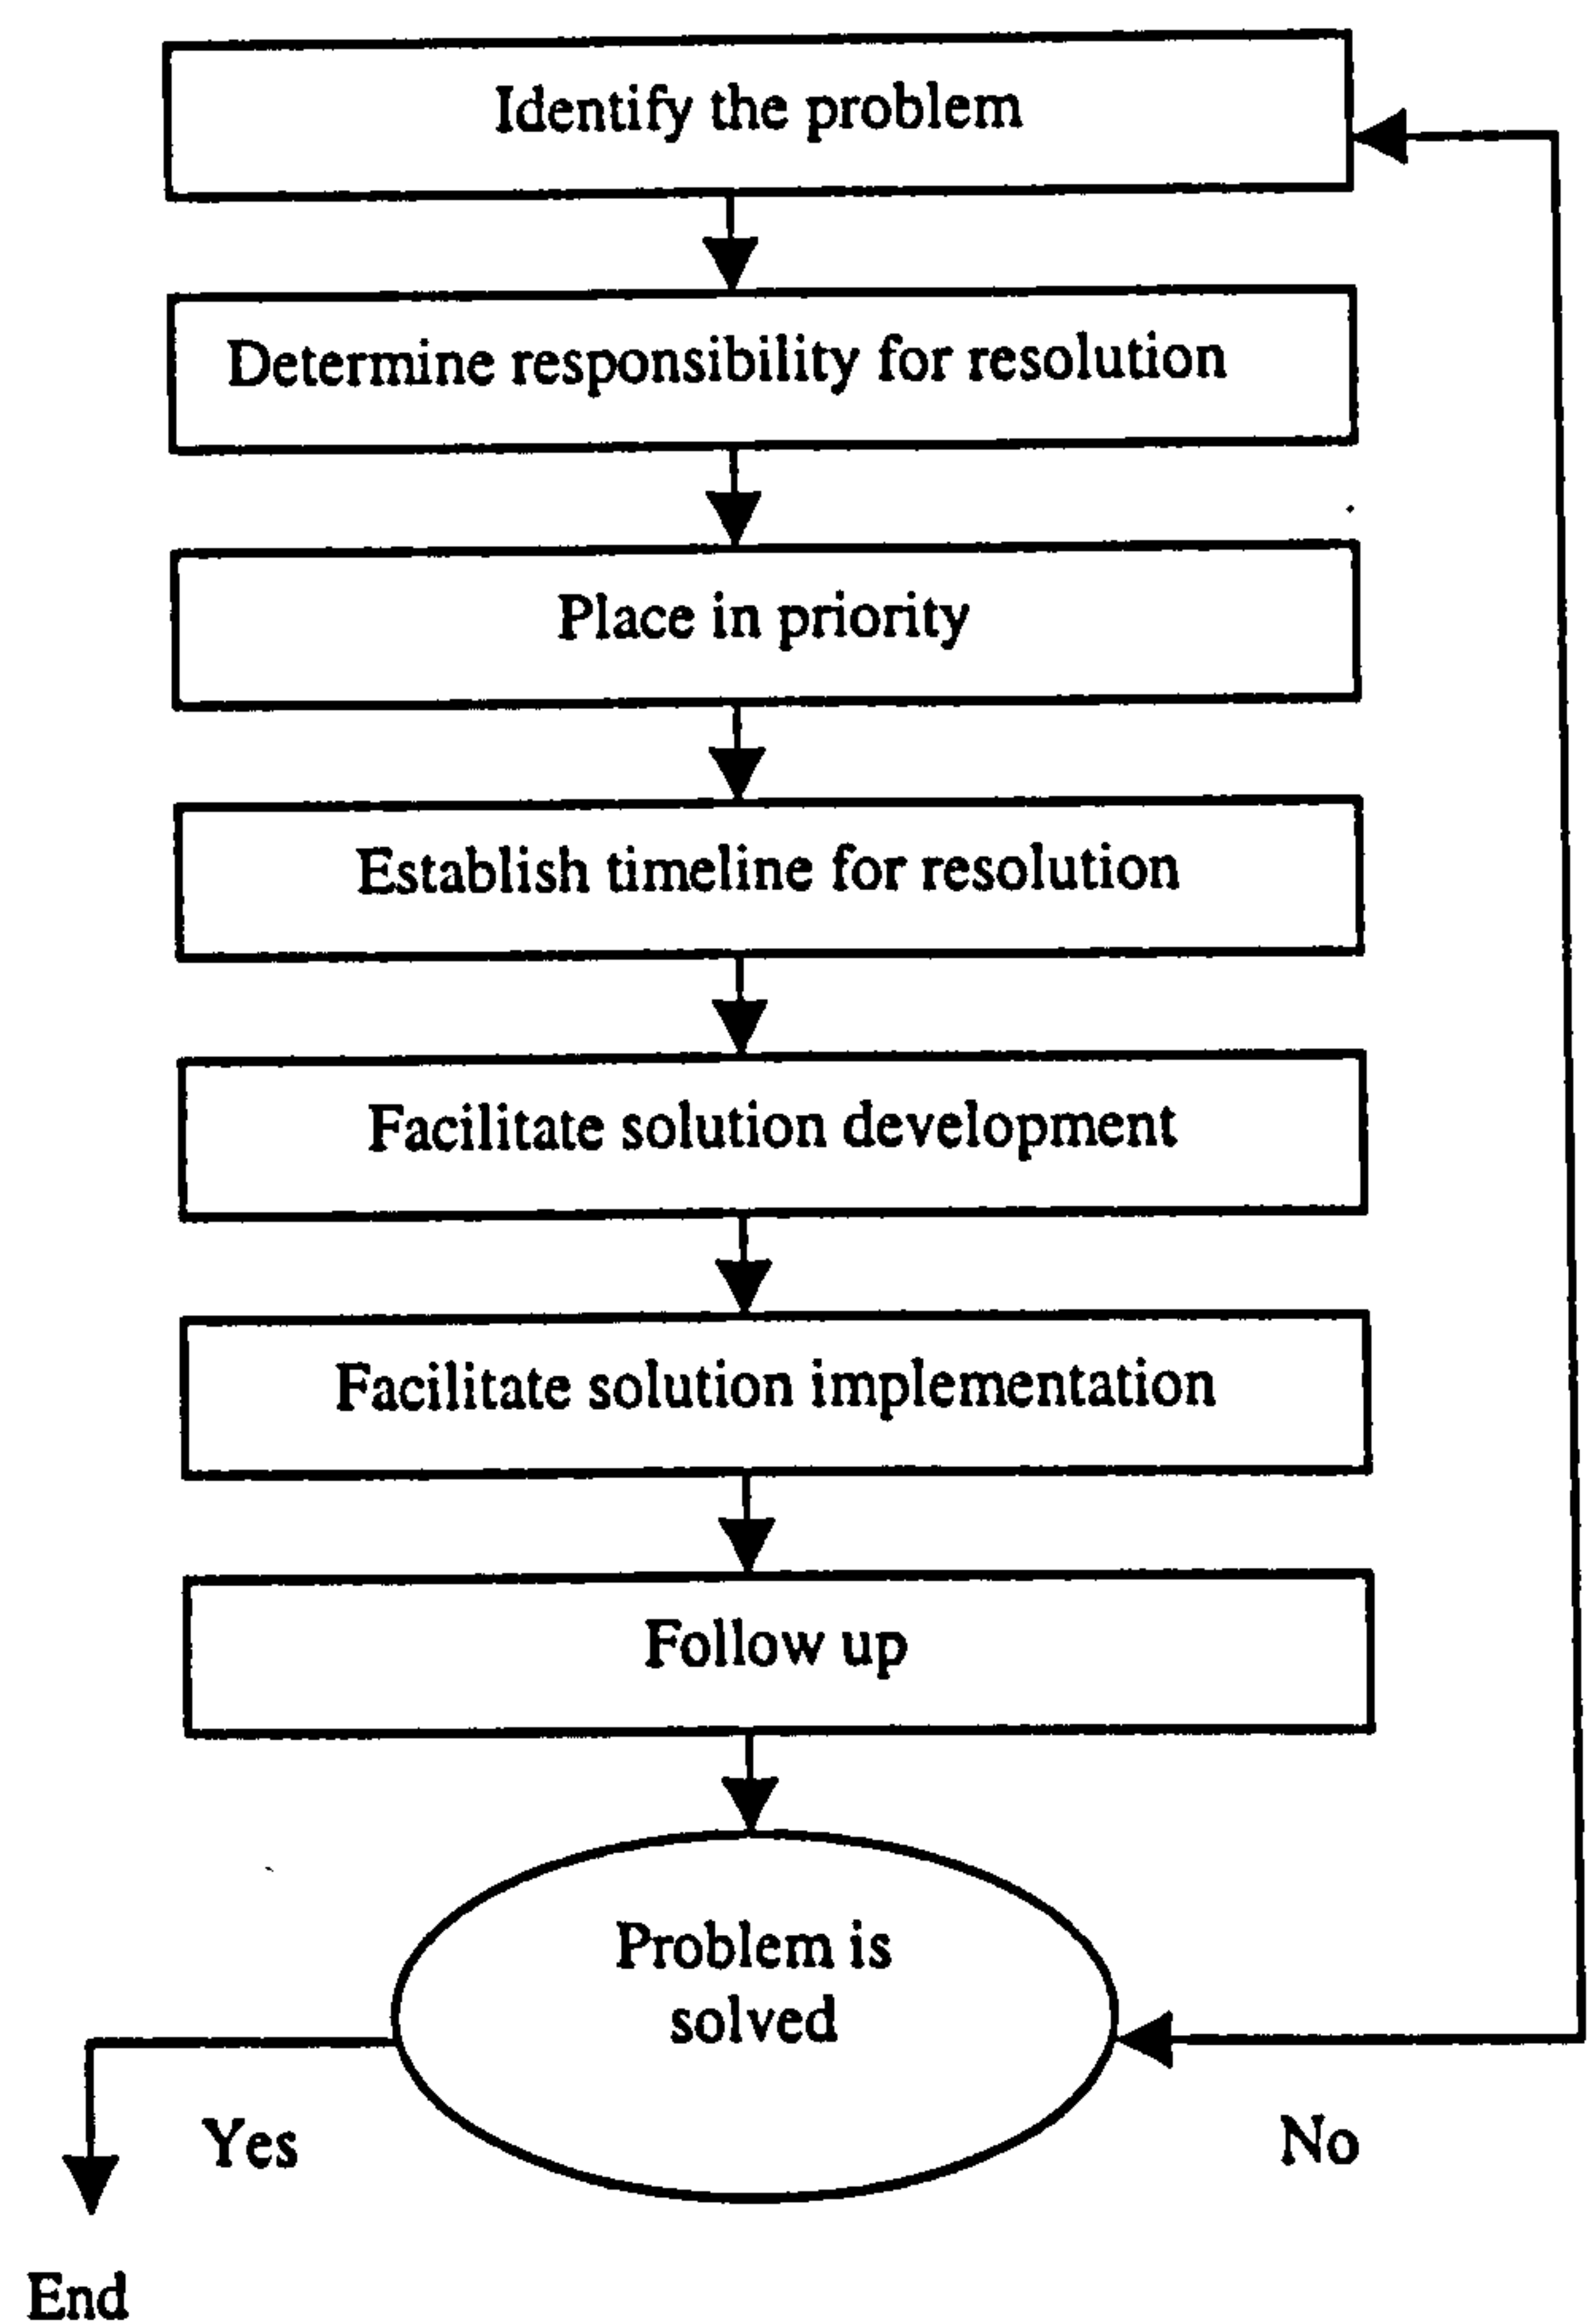 Identify the problem
Determine responsibility for resolution
Place in priority
Establish timeline for resolution
Facilitate solution development
Facilitate solution implementation
Follow up
Problem is
solved
Yes
No
End